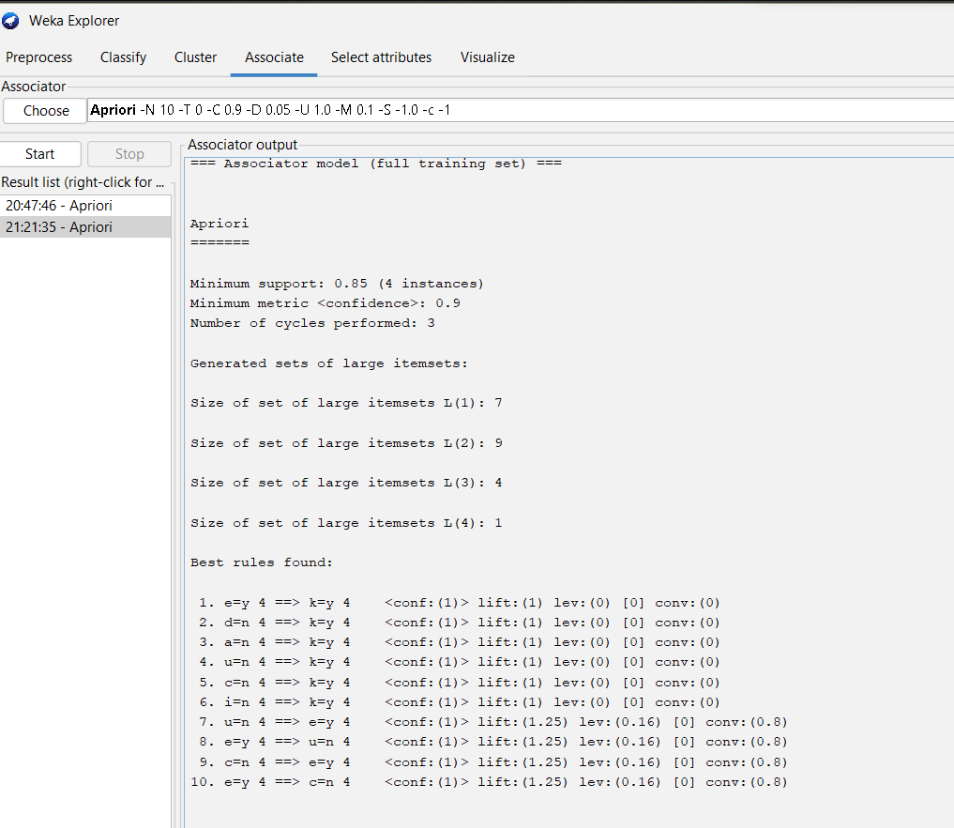 Weka Explorer
Preprocess Classify Cluster Associate Select attributes Visualize
Associator
Choose Apriori -N 10 -T 0 -C 0.9 -D 0.05 -U 1.0 -M 0.1 -S -1.0 -c -1
Start Stop
Result list (right-click for ...
20:47:46 - Apriori
21:21:35 - Apriori
Associator output
=== Associator model (full training set) ===
Apriori
=======
Minimum support: 0.85 (4 instances)
Minimum metric <confidence>: 0.9
Number of cycles performed: 3
Generated sets of large itemsets:
Size of set of large itemsets L(1): 7
Size of set of large itemsets L(2): 9
Size of set of large itemsets L(3): 4
Size of set of large itemsets L(4): 1
Best rules found:
1. e=y 4 ==> k=y 4 <conf:(1)> lift:(1) lev:(0) [0] conv:(0)
2. d=n 4 ==> k=y 4 <conf:(1)> lift:(1) lev:(0) [0] conv:(0)
3. a=n 4 ==> k=y 4 <conf:(1)> lift:(1) lev:(0) [0] conv:(0)
4. u=n 4 ==> k=y 4 <conf:(1)> lift:(1) lev:(0) [0] conv:(0)
5. c=n 4 ==> k=y 4 <conf:(1)> lift:(1) lev:(0) [0] conv:(0)
6. i=n 4 ==> k=y 4 <conf:(1)> lift:(1) lev:(0) [0] conv:(0)
7. u=n 4 ==> e=y 4 <conf:(1)> lift:(1.25) lev:(0.16) [0] conv:(0.8)
8. e=y 4 ==> u=n 4 <conf:(1)> lift:(1.25) lev:(0.16) [0] conv:(0.8)
9. c=n 4 ==> e=y 4 <conf:(1)> lift:(1.25) lev:(0.16) [0] conv:(0.8)
10. e=y 4 ==> c=n 4 <conf:(1)> lift:(1.25) lev:(0.16) [0] conv:(0.8)